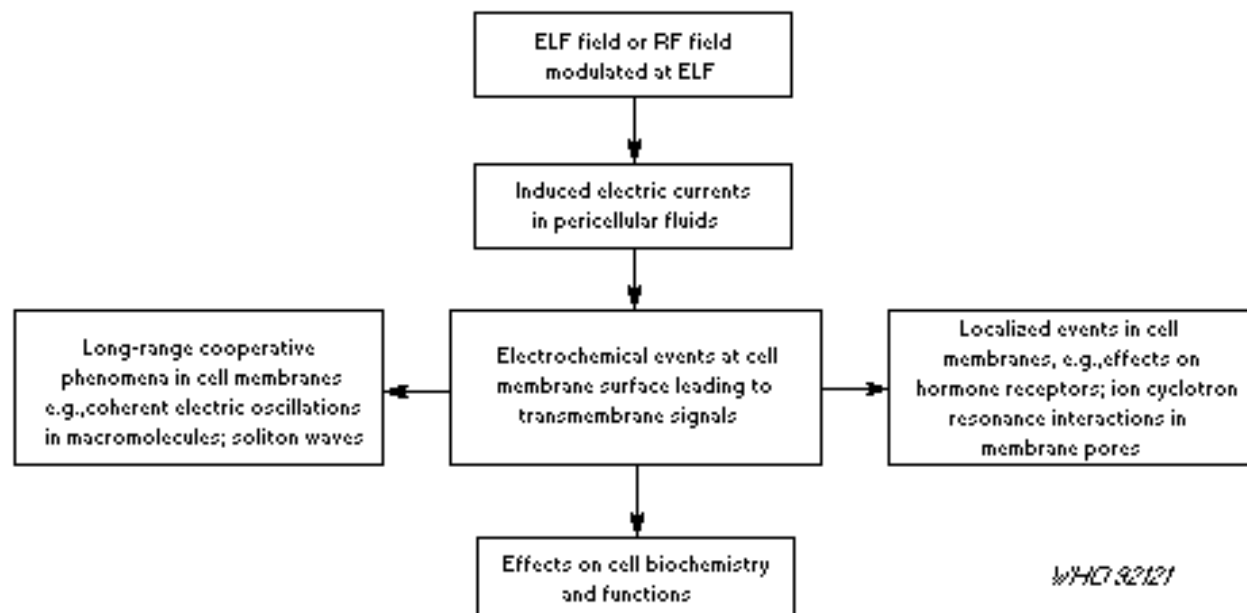 ELF field or RF field
modulated at ELF
Induced electric currents
in pericellular fluids
Long-range cooperative
phenomena in cell membranes
e.g.,coherent electric oscillations
in macromolecules; soliton waves
Electrochemical events at cell
membrane surface leading to
transmembrane signals
Localized events in cell
membranes, e.g.,effects on
hormone receptors; ion cyclotron
resonance interactions in
membrane pores
Effects on cell biochemistry
and functions
WHO 92121